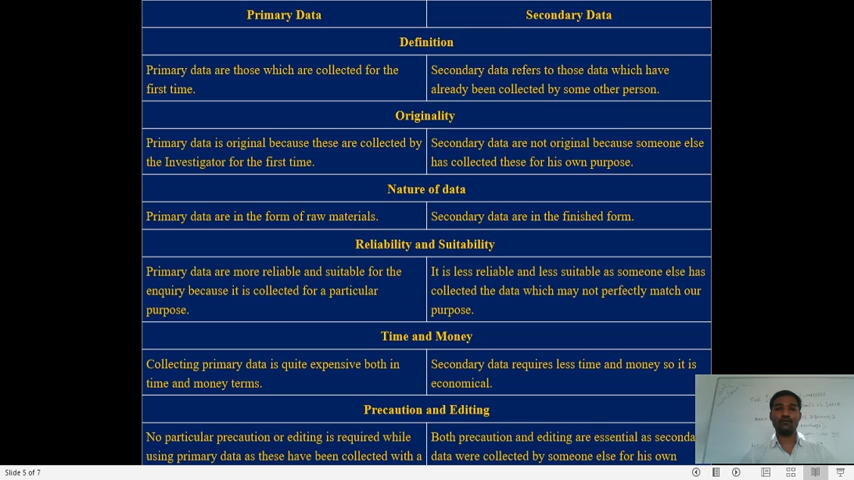 Primary Data
Secondary Data
Definition
Primary data are those which are collected for the
first time.
Secondary data refers to those data which have
already been collected by some other person.
Originality
Primary data is original because these are collected by
the Investigator for the first time.
Secondary data are not original because someone else
has collected these for his own purpose.
Nature of data
Primary data are in the form of raw materials.
Secondary data are in the finished form.
Reliability and Suitability
Primary data are more reliable and suitable for the
enquiry because it is collected for a particular
purpose.
It is less reliable and less suitable as someone else has
collected the data which may not perfectly match our
purpose.
Time and Money
Collecting primary data is quite expensive both in
time and money terms.
Secondary data requires less time and money so it is
economical.
Precaution and Editing
No particular precaution or editing is required while
using primary data as these have been collected with a
Both precaution and editing are essential as seconda
data were collected by someone else for his own
Slide 5 of 7